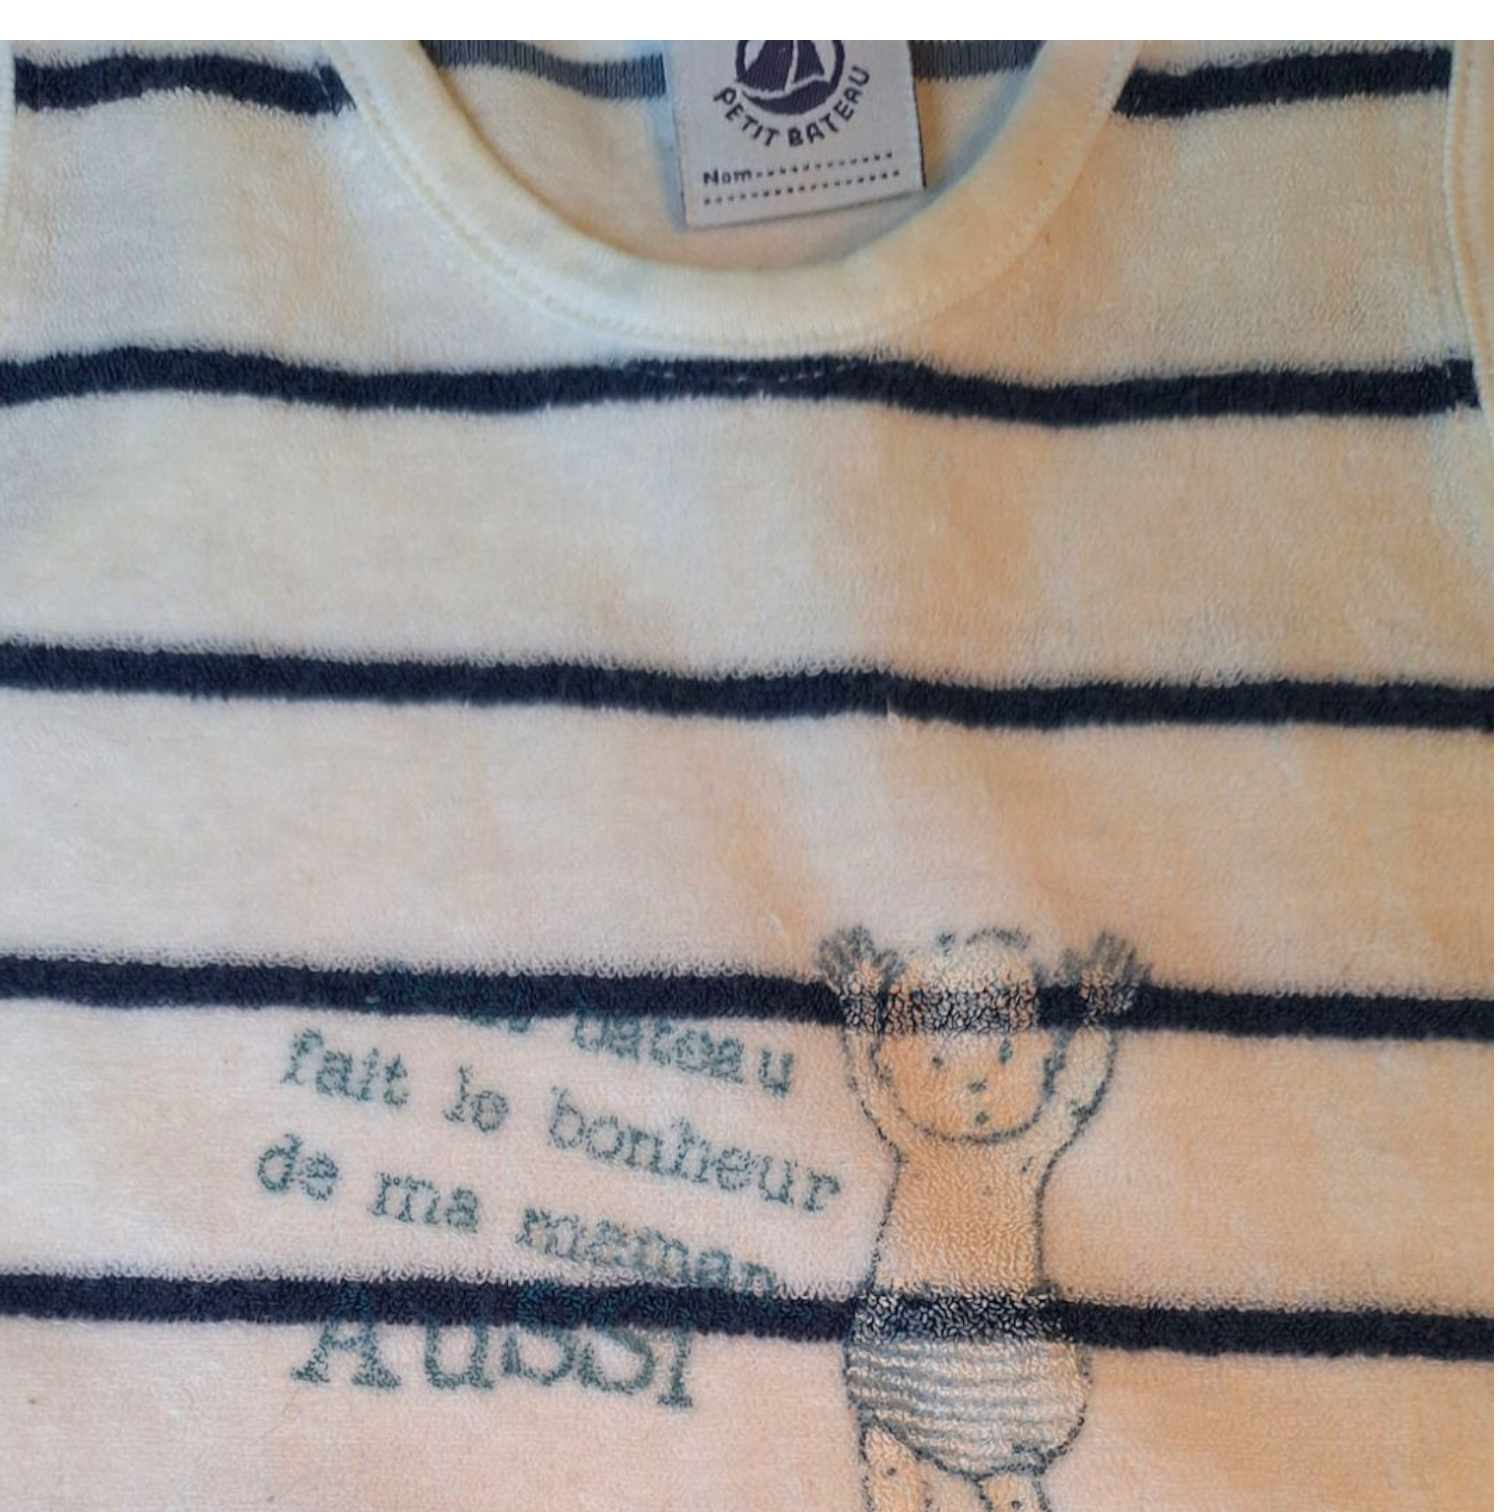 PETIT BATEAU
Nom
bateau
fait le bonheur
de ma maman
AUSSI